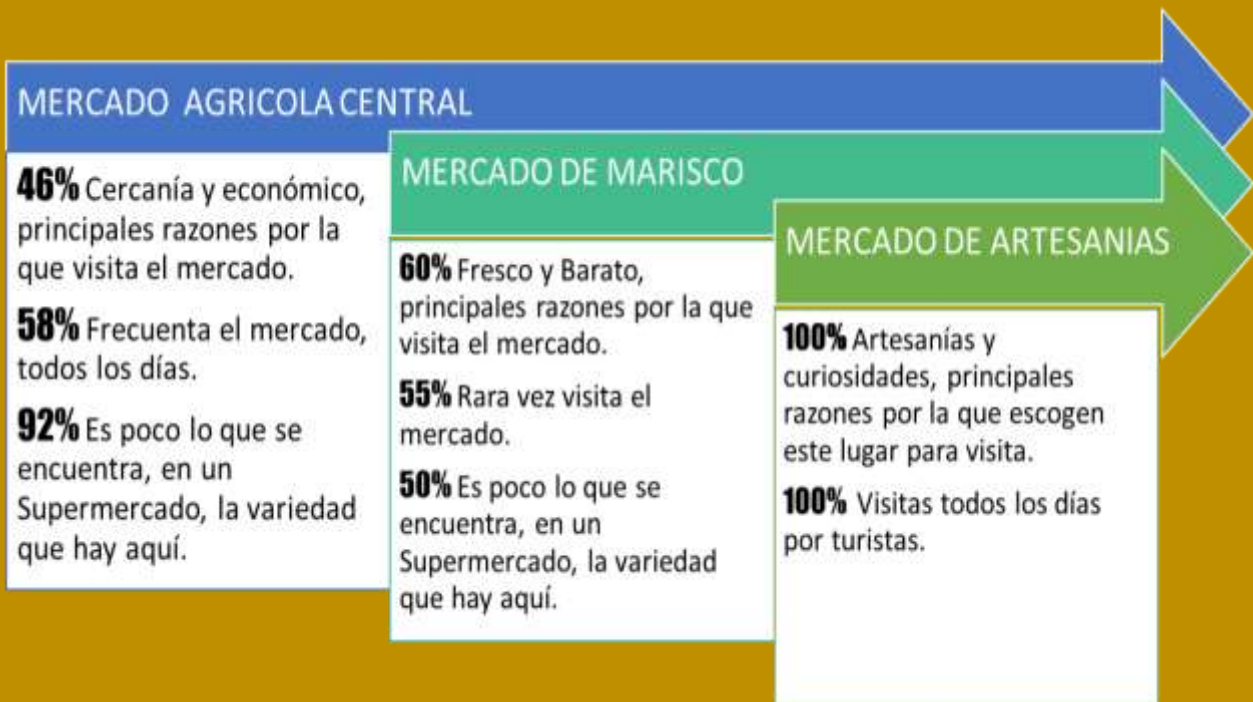 MERCADO AGRICOLA CENTRAL
46% Cercanía y económico,
principales razones por la
que visita el mercado.
58% Frecuenta el mercado,
todos los días.
92% Es poco lo que se
encuentra, en un
Supermercado, la variedad
que hay aquí.
MERCADO DE MARISCO
60% Fresco y Barato,
principales razones por la que
visita el mercado.
55% Rara vez visita el
mercado.
50% Es poco lo que se
encuentra, en un
Supermercado, la variedad
que hay aquí.
MERCADO DE ARTESANIAS
100% Artesanías y
curiosidades, principales
razones por la que escogen
este lugar para visita.
100% Visitas todos los días
por turistas.